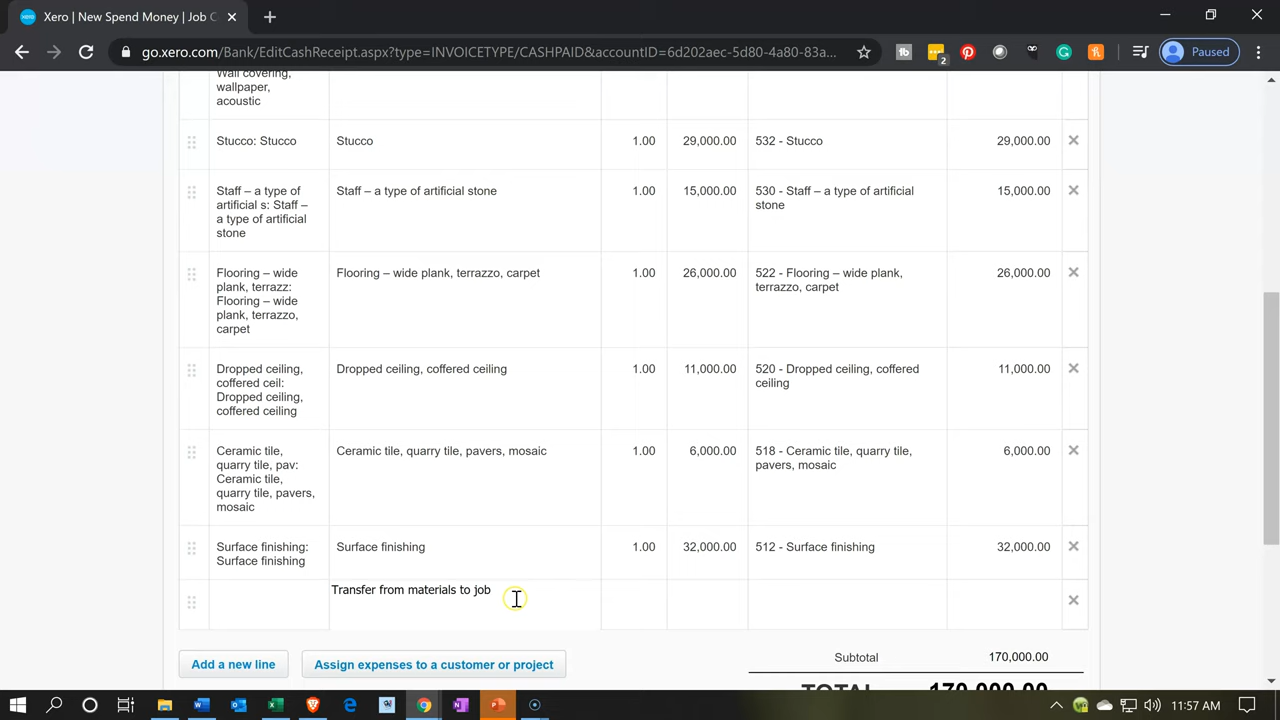 Xero | New Spend Money | Job C
go.xero.com/Bank/EditCashReceipt.aspx?type=INVOICETYPE/CASHPAID&accountID=6d202aec-5d80-4a80-83a...
2
Paused
Wall covering,
wallpaper,
acoustic
Stucco: Stucco
Stucco
1.00
29,000.00
532 - Stucco
29,000.00
Staff – a type of
artificial s: Staff –
a type of artificial
stone
Staff – a type of artificial stone
1.00
15,000.00
530 - Staff – a type of artificial
stone
15,000.00
Flooring – wide
plank, terrazz:
Flooring – wide
plank, terrazzo,
carpet
Flooring – wide plank, terrazzo, carpet
1.00
26,000.00
522 - Flooring – wide plank,
terrazzo, carpet
26,000.00
Dropped ceiling,
coffered ceil:
Dropped ceiling,
coffered ceiling
Dropped ceiling, coffered ceiling
1.00
11,000.00
520 - Dropped ceiling, coffered
ceiling
11,000.00
Ceramic tile,
quarry tile, pav:
Ceramic tile,
quarry tile, pavers,
mosaic
Ceramic tile, quarry tile, pavers, mosaic
1.00
6,000.00
518 - Ceramic tile, quarry tile,
pavers, mosaic
6,000.00
Surface finishing:
Surface finishing
Surface finishing
1.00
32,000.00
512 - Surface finishing
32,000.00
Transfer from materials to job
Add a new line
Assign expenses to a customer or project
Subtotal
170,000.00
TOTAL
170,000.00
11:57 AM